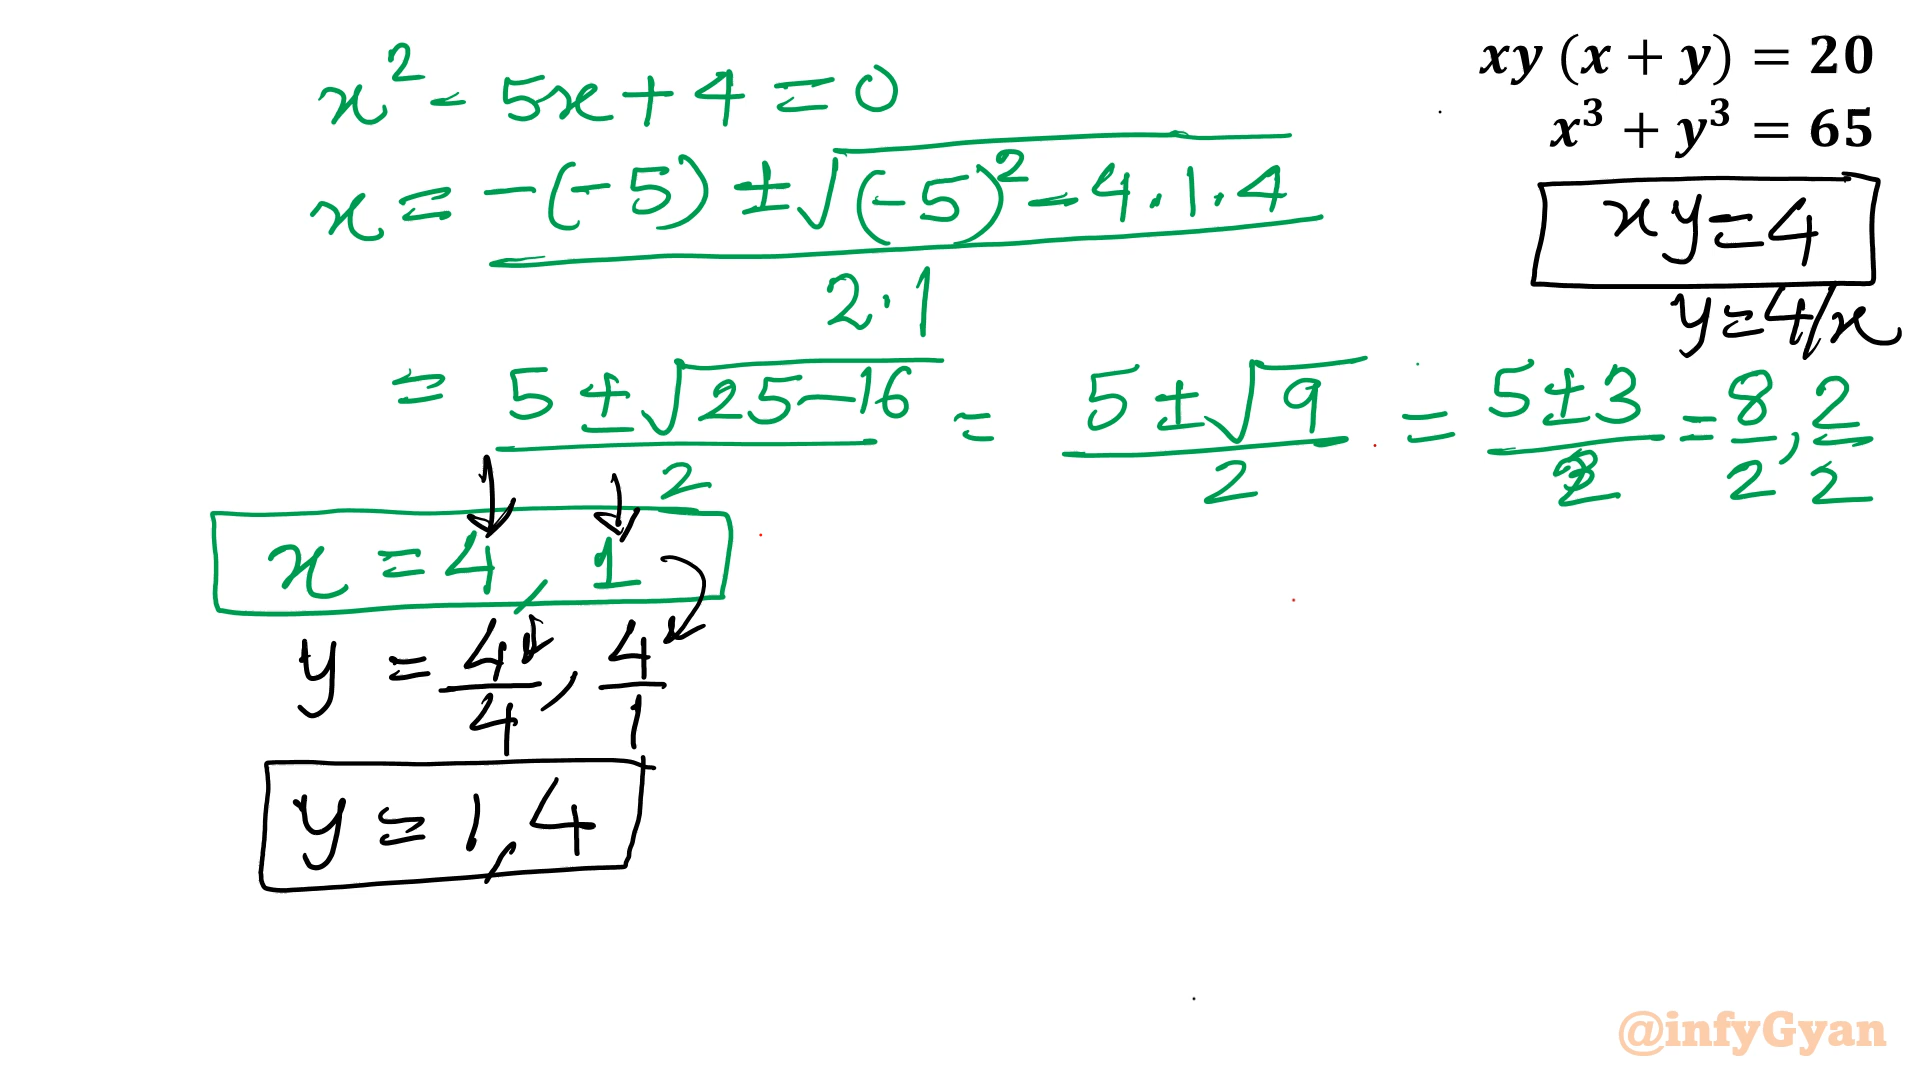 xy (x + y) = 20
x³ + y³ = 65
xy = 4
y = 4/x
x² - 5x + 4 = 0
x = -(-5) ± √(-5)² - 4.1.4
2.1
= 5 ± √25-16 / 2 = 5 ± √9 / 2 = 5±3 / 2 = 8/2, 2/2
x = 4, 1
y = 4/4, 4/1
y = 1, 4
@infyGyan